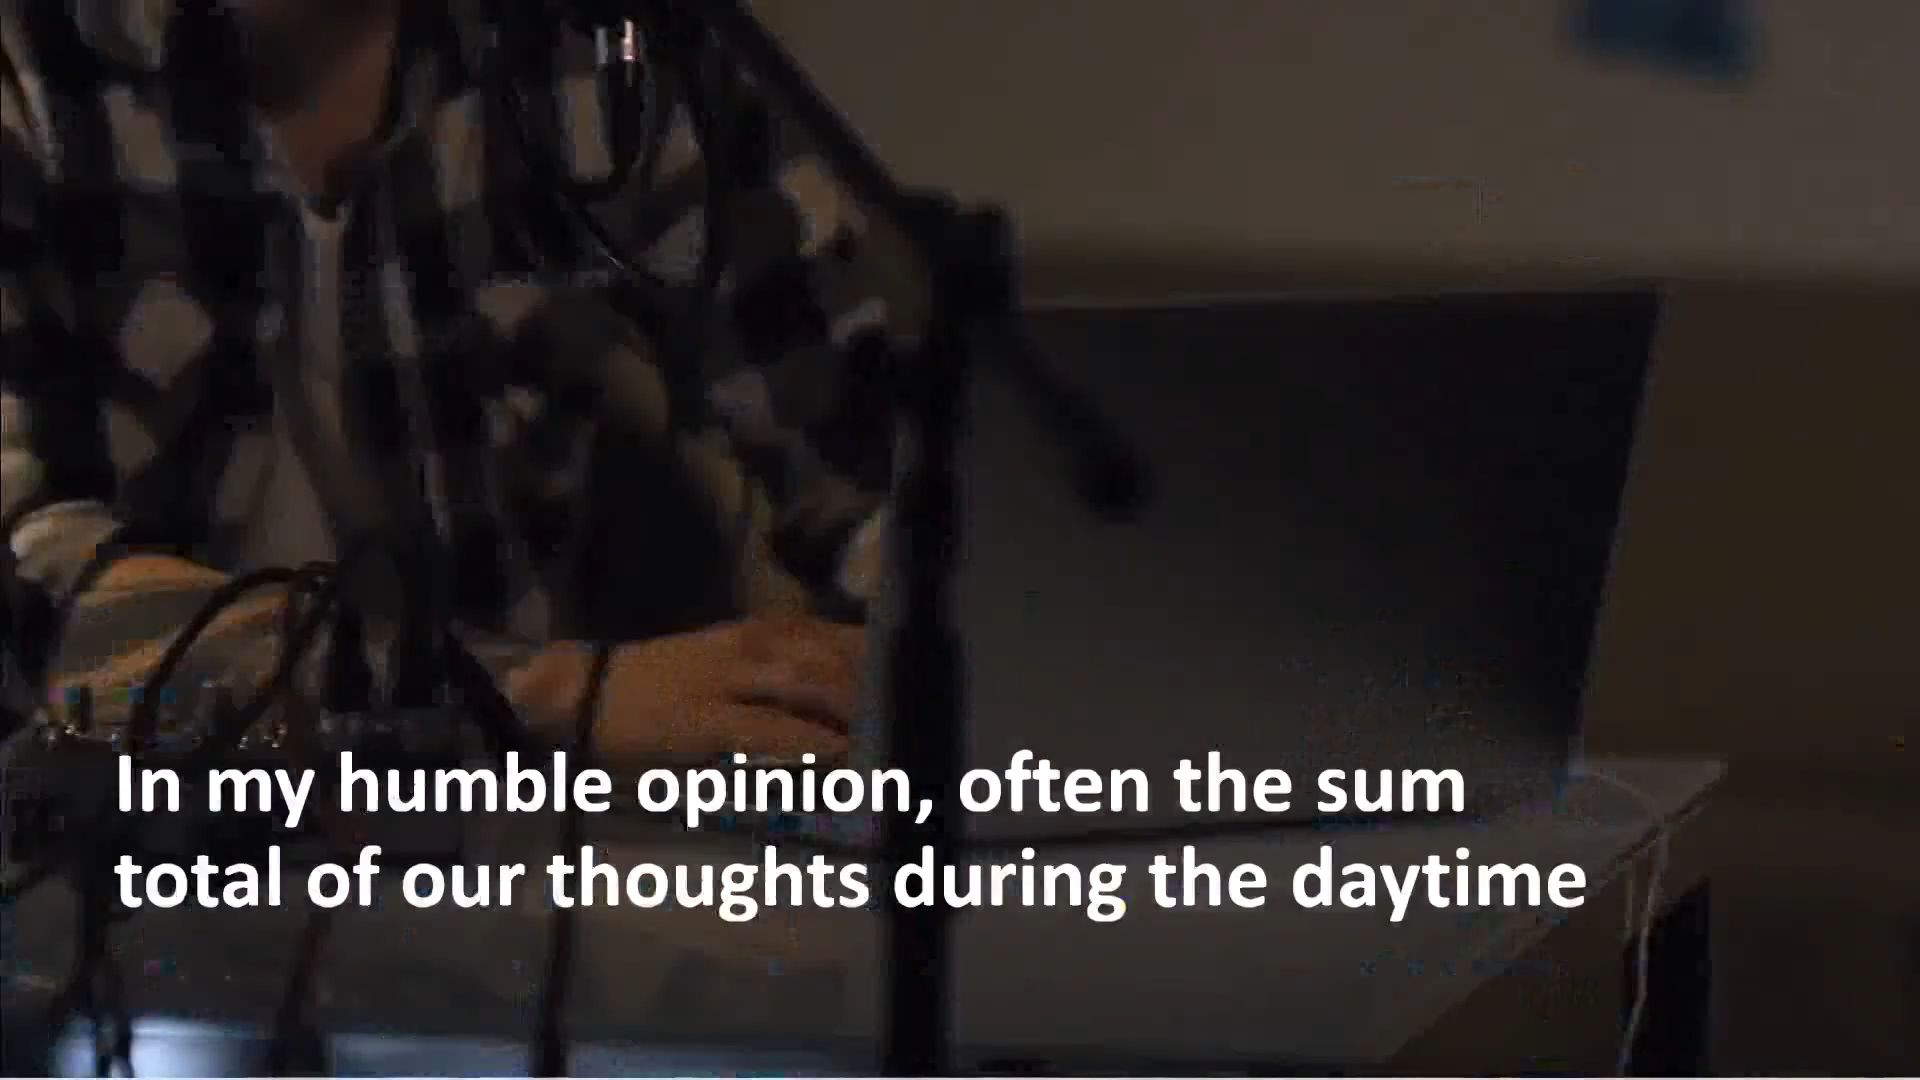 In my humble opinion, often the sum
total of our thoughts during the daytime